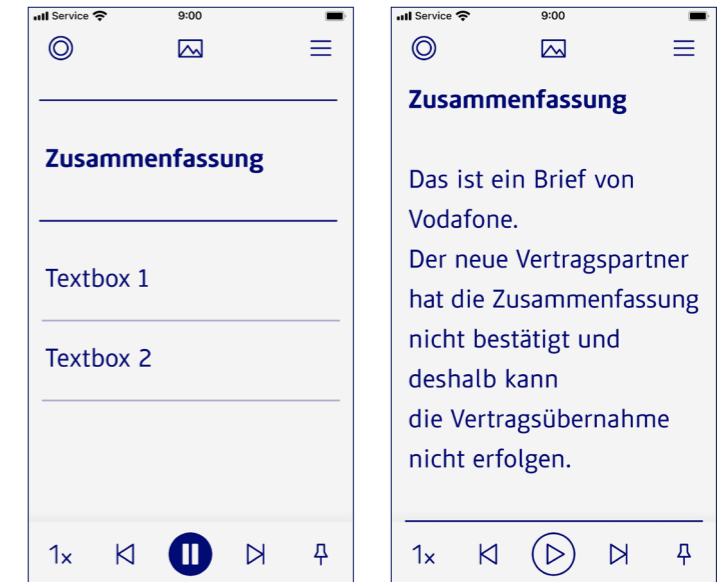 Service 9:00
Zusammenfassung
Textbox 1
Textbox 2
1x
Service 9:00
Zusammenfassung
Das ist ein Brief von
Vodafone.
Der neue Vertragspartner
hat die Zusammenfassung
nicht bestätigt und
deshalb kann
die Vertragsübernahme
nicht erfolgen.
1x